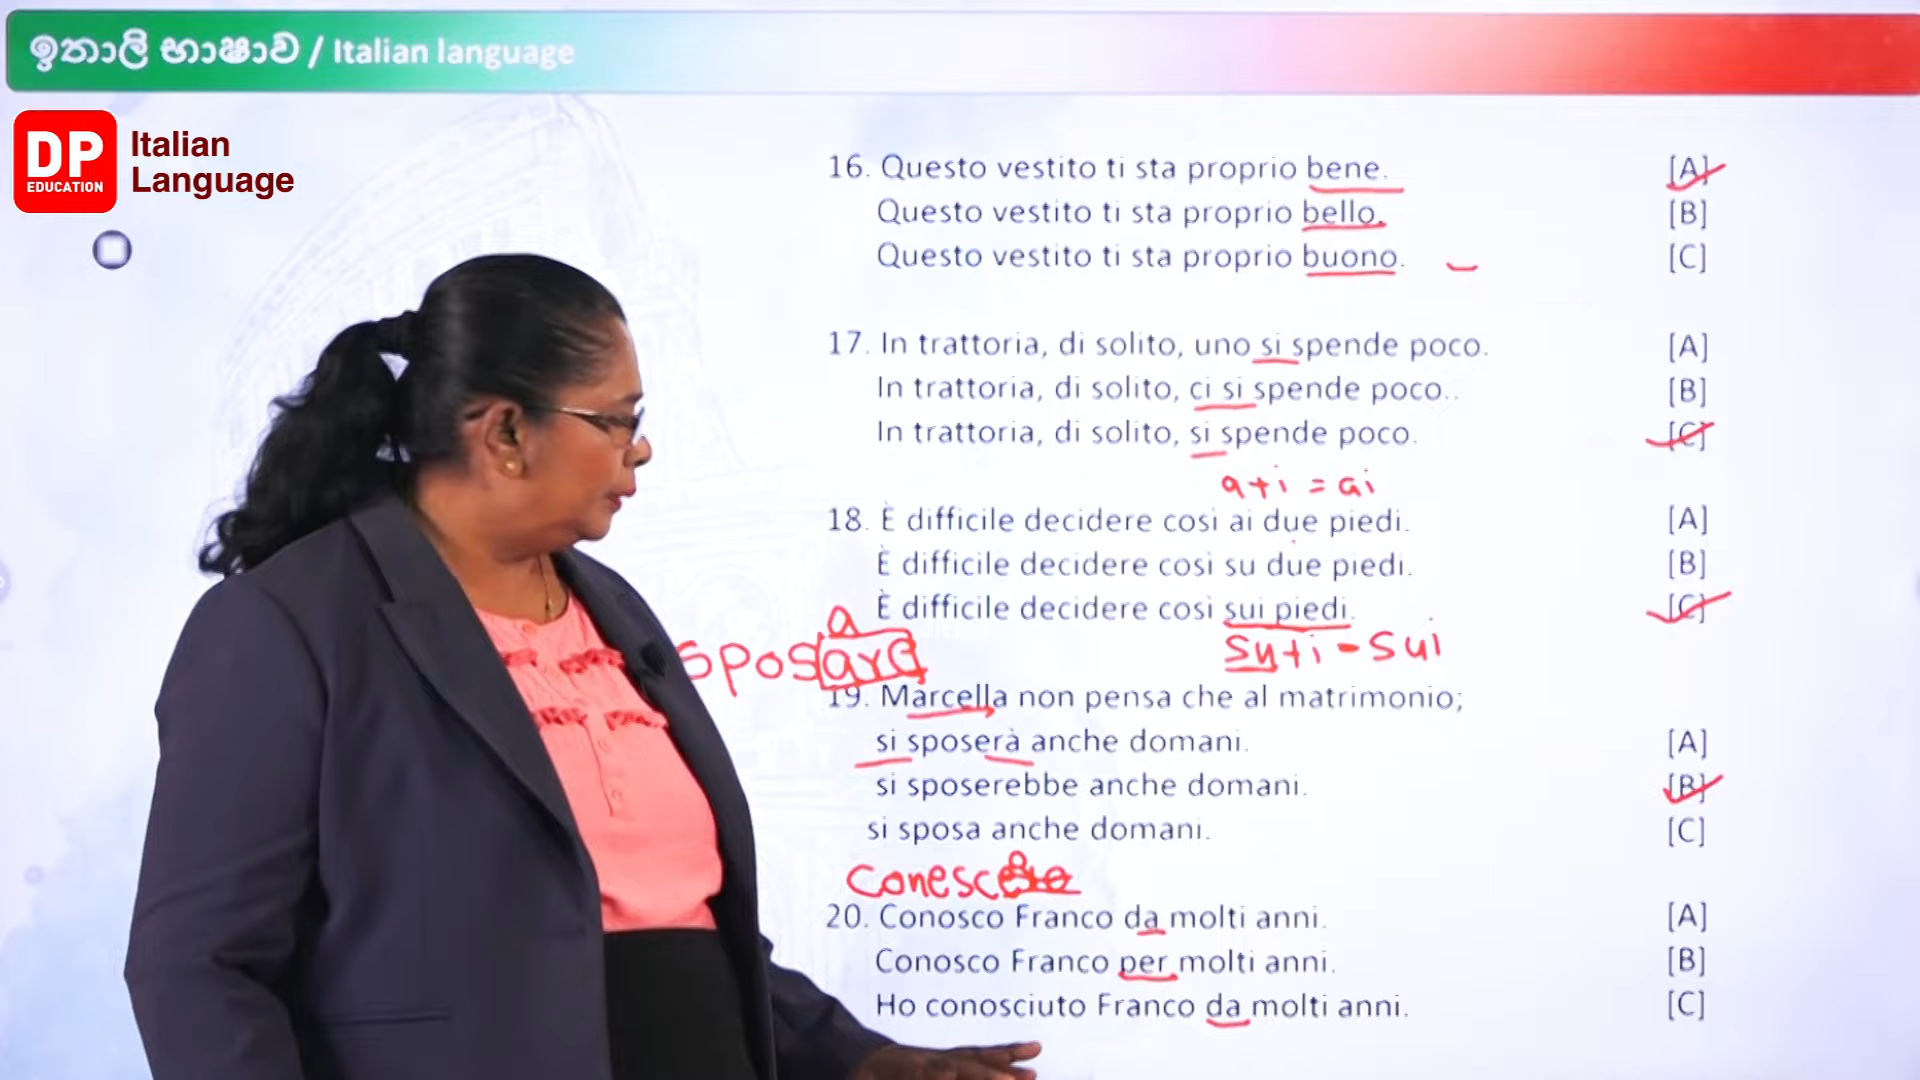 ඉතාලි භාෂාව / Italian language
DP
EDUCATION
Italian
Language
16. Questo vestito ti sta proprio bene. [A]
Questo vestito ti sta proprio bello. [B]
Questo vestito ti sta proprio buono. [C]
17. In trattoria, di solito, uno si spende poco. [A]
In trattoria, di solito, ci si spende poco.. [B]
In trattoria, di solito, si spende poco. [C]
a+i = ai
18. È difficile decidere così ai due piedi. [A]
È difficile decidere così su due piedi. [B]
È difficile decidere così sui piedi. [C]
su+i - sui
a
sposare
19. Marcella non pensa che al matrimonio;
si sposerà anche domani. [A]
si sposerebbe anche domani. [B]
si sposa anche domani. [C]
20. Conosco Franco da molti anni. [A]
Conosco Franco per molti anni. [B]
Ho conosciuto Franco da molti anni. [C]